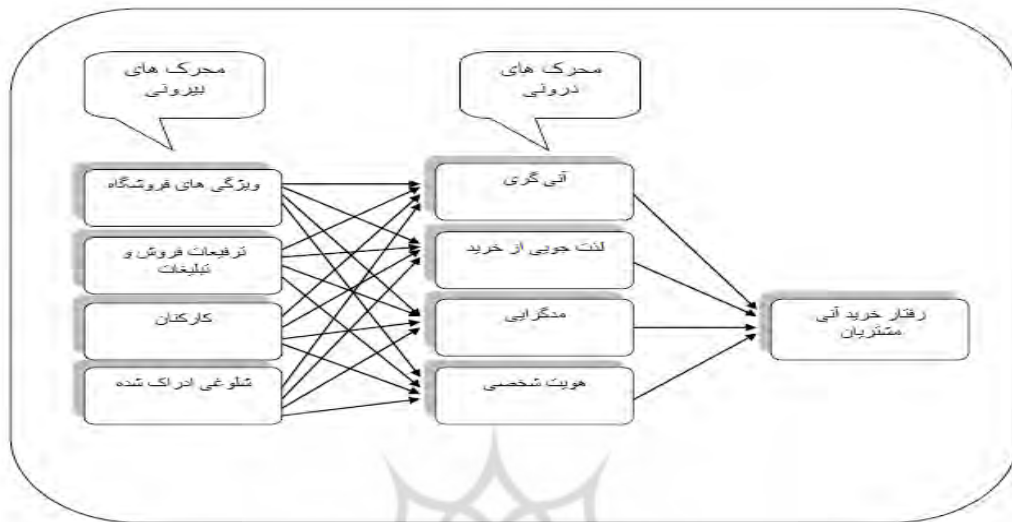 محرک های
بیرونی
محرک های
درونی
ویژگی های فروشگاه
ترفیعات فروش و
تبلیغات
کارکنان
شلوغی ادراک شده
آنی گری
لذت جویی از خرید
مدگرایی
هویت شخصی
رفتار خرید آنی
مشتریان